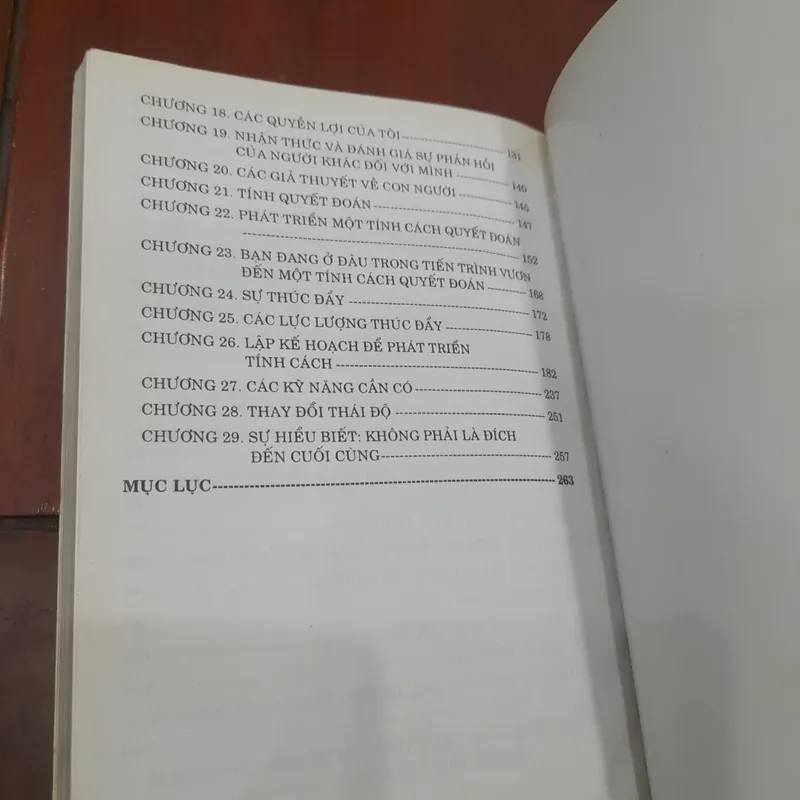 CHƯƠNG 18. CÁC QUYỀN LỢI CỦA TÔI --- 131
CHƯƠNG 19. NHẬN THỨC VÀ ĐÁNH GIÁ SỰ PHẢN HỒI
CỦA NGƯỜI KHÁC ĐỐI VỚI MÌNH --- 140
CHƯƠNG 20. CÁC GIẢ THUYẾT VỀ CON NGƯỜI --- 145
CHƯƠNG 21. TÍNH QUYẾT ĐOÁN --- 147
CHƯƠNG 22. PHÁT TRIỂN MỘT TÍNH CÁCH QUYẾT ĐOÁN
--- 152
CHƯƠNG 23. BẠN ĐANG Ở ĐÂU TRONG TIẾN TRÌNH VƯƠN
ĐẾN MỘT TÍNH CÁCH QUYẾT ĐOÁN --- 168
CHƯƠNG 24. SỰ THÚC ĐẨY --- 172
CHƯƠNG 25. CÁC LỰC LƯỢNG THÚC ĐẨY --- 178
CHƯƠNG 26. LẬP KẾ HOẠCH ĐỂ PHÁT TRIỂN
TÍNH CÁCH --- 182
CHƯƠNG 27. CÁC KỸ NĂNG CẦN CÓ --- 237
CHƯƠNG 28. THAY ĐỔI THÁI ĐỘ --- 251
CHƯƠNG 29. SỰ HIỂU BIẾT: KHÔNG PHẢI LÀ ĐÍCH
ĐẾN CUỐI CÙNG --- 257
MỤC LỤC --- 263